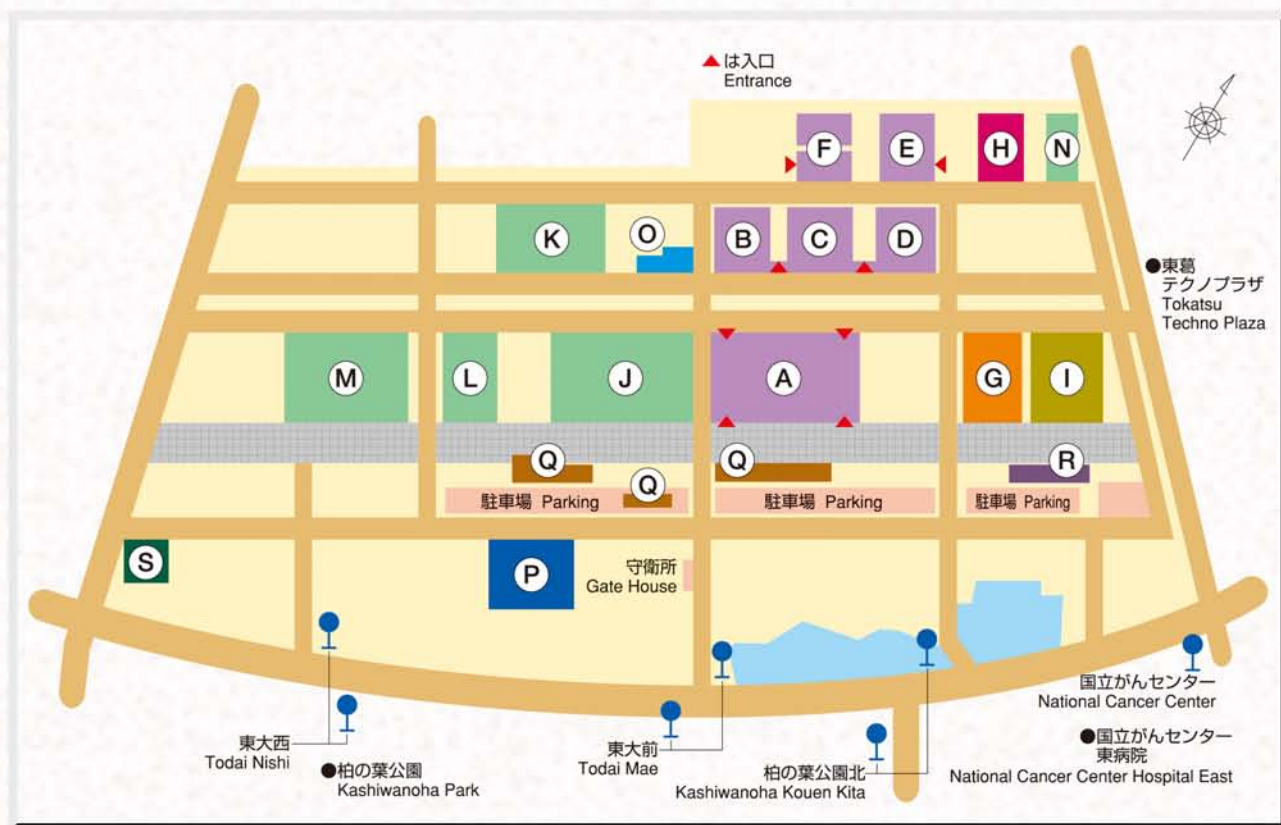 は入口
Entrance
F
E
H
N
K
O
B
C
D
●東葛
テクノプラザ
Tokatsu
Techno Plaza
M
L
J
A
G
I
Q
Q
Q
R
駐車場 Parking
駐車場 Parking
駐車場 Parking
S
P
守衛所
Gate House
東大西
Todai Nishi
●柏の葉公園
Kashiwanoha Park
東大前
Todai Mae
柏の葉公園北
Kashiwanoha Kouen Kita
国立がんセンター
National Cancer Center
●国立がんセンター
東病院
National Cancer Center Hospital East